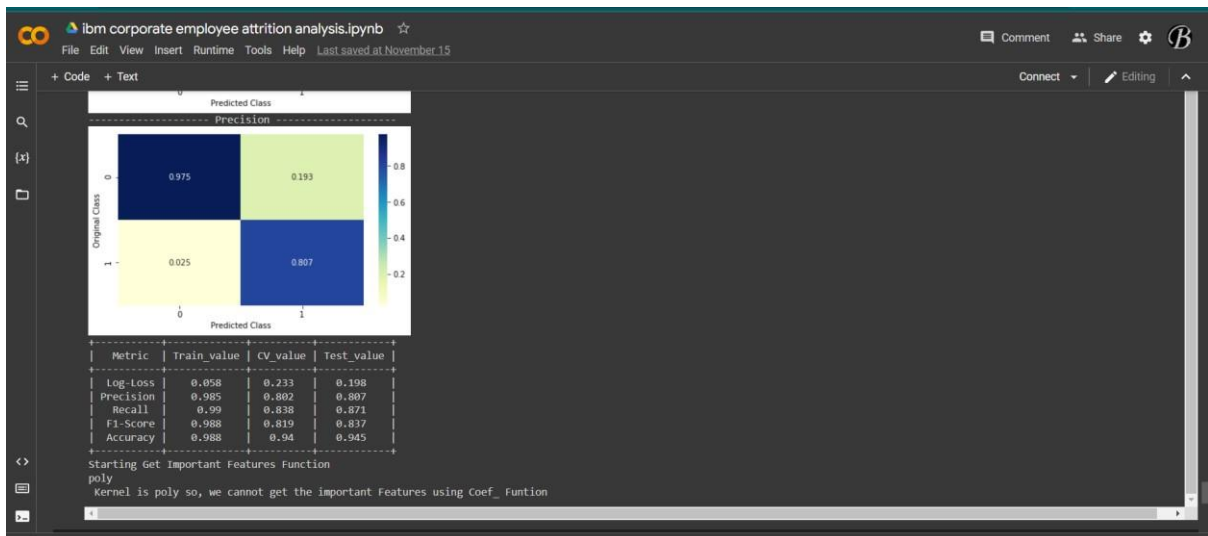 ibm corporate employee attrition analysis.ipynb
File Edit View Insert Runtime Tools Help Last saved at November 15
Comment Share B
+ Code + Text
Connect Editing
0 1
Predicted Class
-------------------- Precision --------------------
0 0.975 0.193
Original Class
1 0.025 0.807
0.8
0.6
0.4
0.2
0 1
Predicted Class
+-----------+-------------+----------+------------+
| Metric | Train_value | CV_value | Test_value |
+-----------+-------------+----------+------------+
| Log-Loss | 0.058 | 0.233 | 0.198 |
| Precision | 0.985 | 0.802 | 0.807 |
| Recall | 0.99 | 0.838 | 0.871 |
| F1-Score | 0.988 | 0.819 | 0.837 |
| Accuracy | 0.988 | 0.94 | 0.945 |
+-----------+-------------+----------+------------+
Starting Get Important Features Function
poly
Kernel is poly so, we cannot get the important Features using Coef_ Funtion